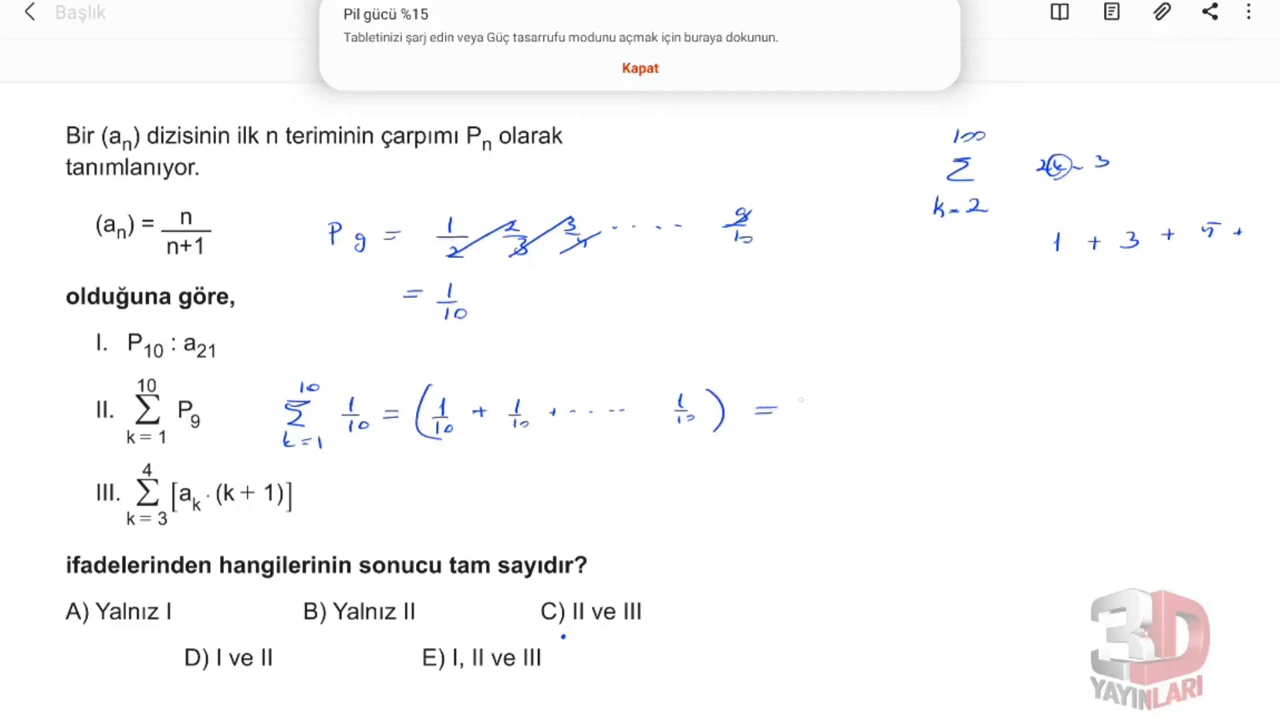 Başlık
Pil gücü %15
Tabletinizi şarj edin veya Güç tasarrufu modunu açmak için buraya dokunun.
Kapat
Bir (aₙ) dizisinin ilk n teriminin çarpımı Pₙ olarak
tanımlanıyor.
(aₙ) = n/(n+1)
P₉ = 1/2 2/3 3/4 ..... 9/10
= 1/10
100 Σ k=2 2k-3
1 + 3 + 5 +
olduğuna göre,
I. P₁₀ : a₂₁
II. 10 Σ k = 1 P₉
10 Σ k=1 1/10 = (1/10 + 1/10 + ..... 1/10) =
III. 4 Σ k = 3 [aₖ · (k + 1)]
ifadelerinden hangilerinin sonucu tam sayıdır?
A) Yalnız I B) Yalnız II C) II ve III
D) I ve II E) I, II ve III
3D
YAYINLARI